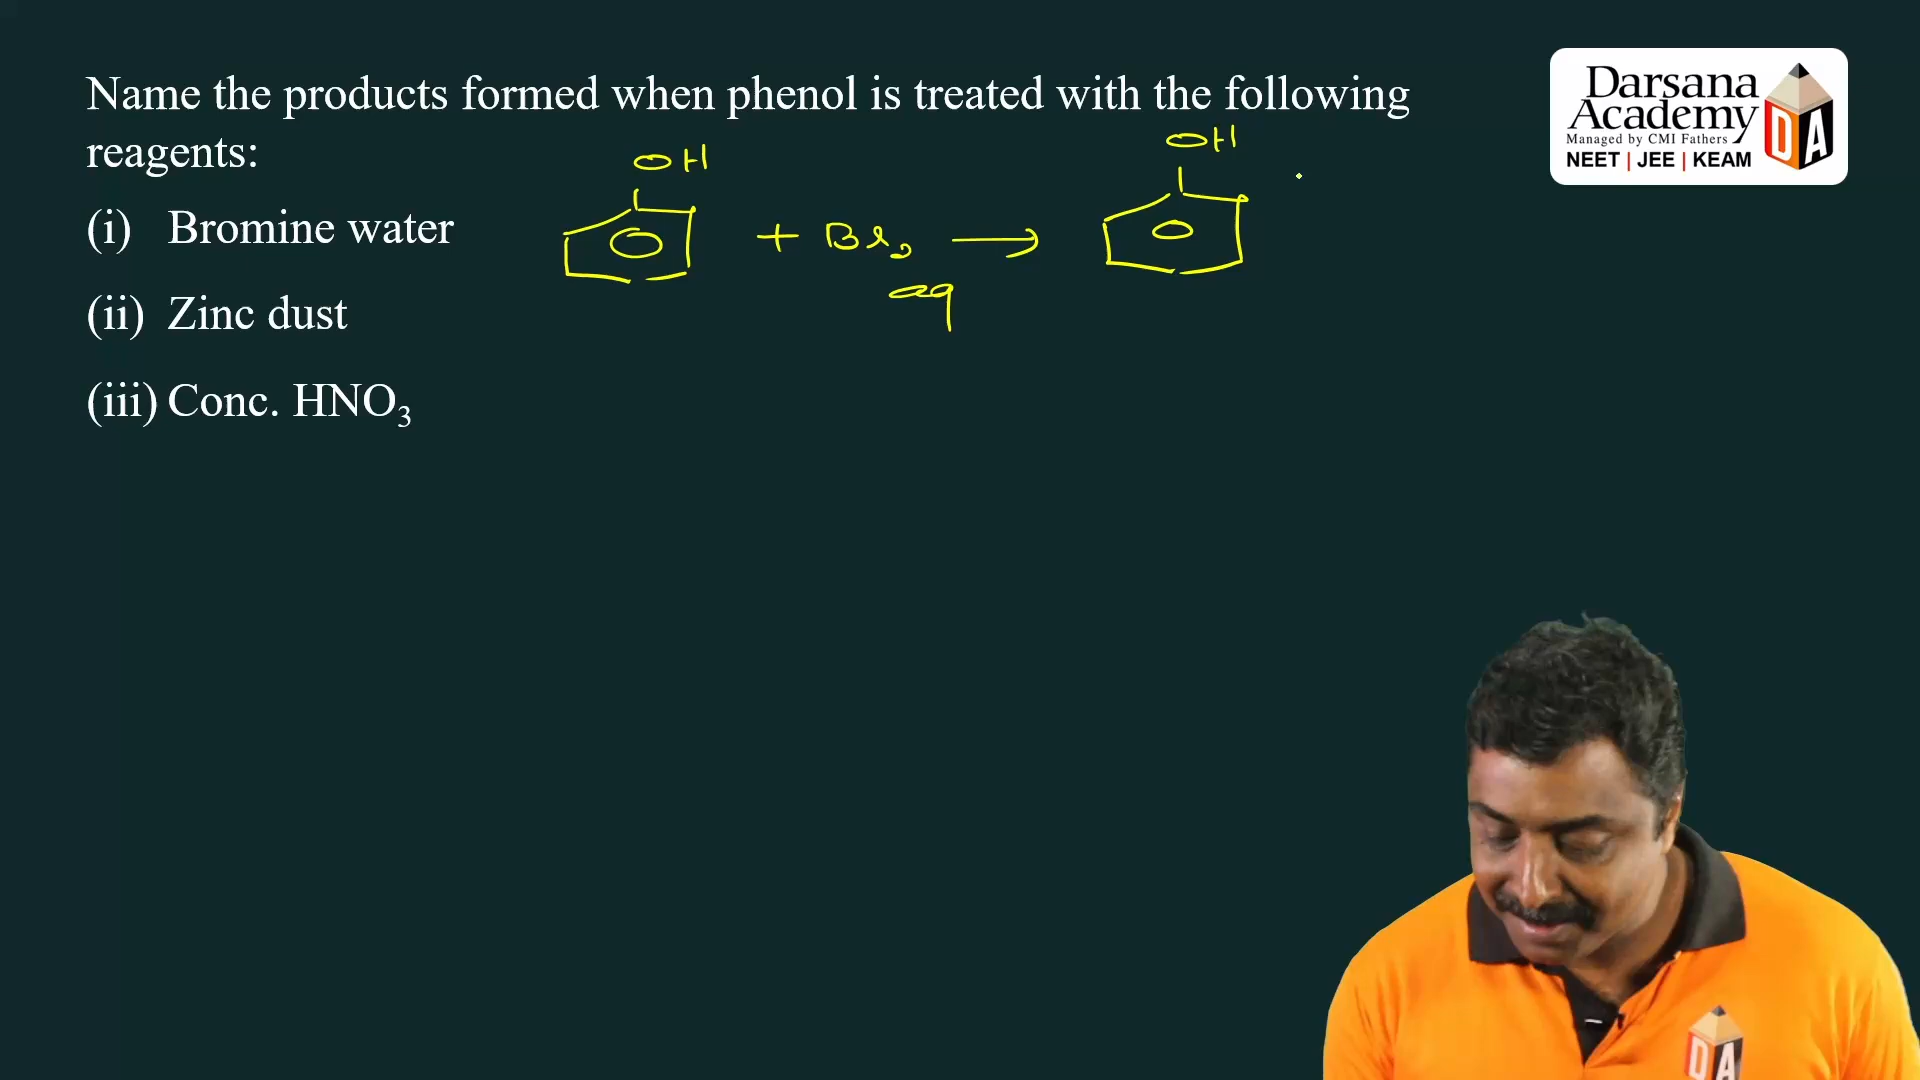 Name the products formed when phenol is treated with the following
reagents:
(i) Bromine water
(ii) Zinc dust
(iii) Conc. HNO₃
OH
+ Br₂ ⟶
aq
OH
Darsana
Academy
Managed by CMI Fathers
NEET | JEE | KEAM
DA
DA